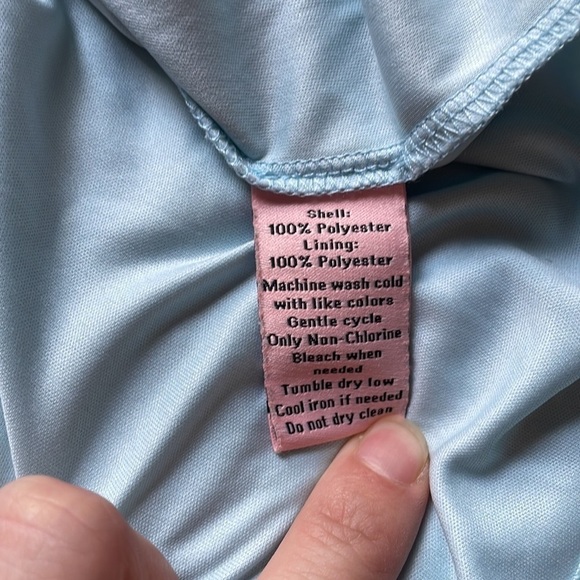 Shell:
100% Polyester
Lining:
100% Polyester
Machine wash cold
with like colors
Gentle cycle
Only Non-Chlorine
Bleach when
needed
Tumble dry low
Cool iron if needed
Do not dry clean